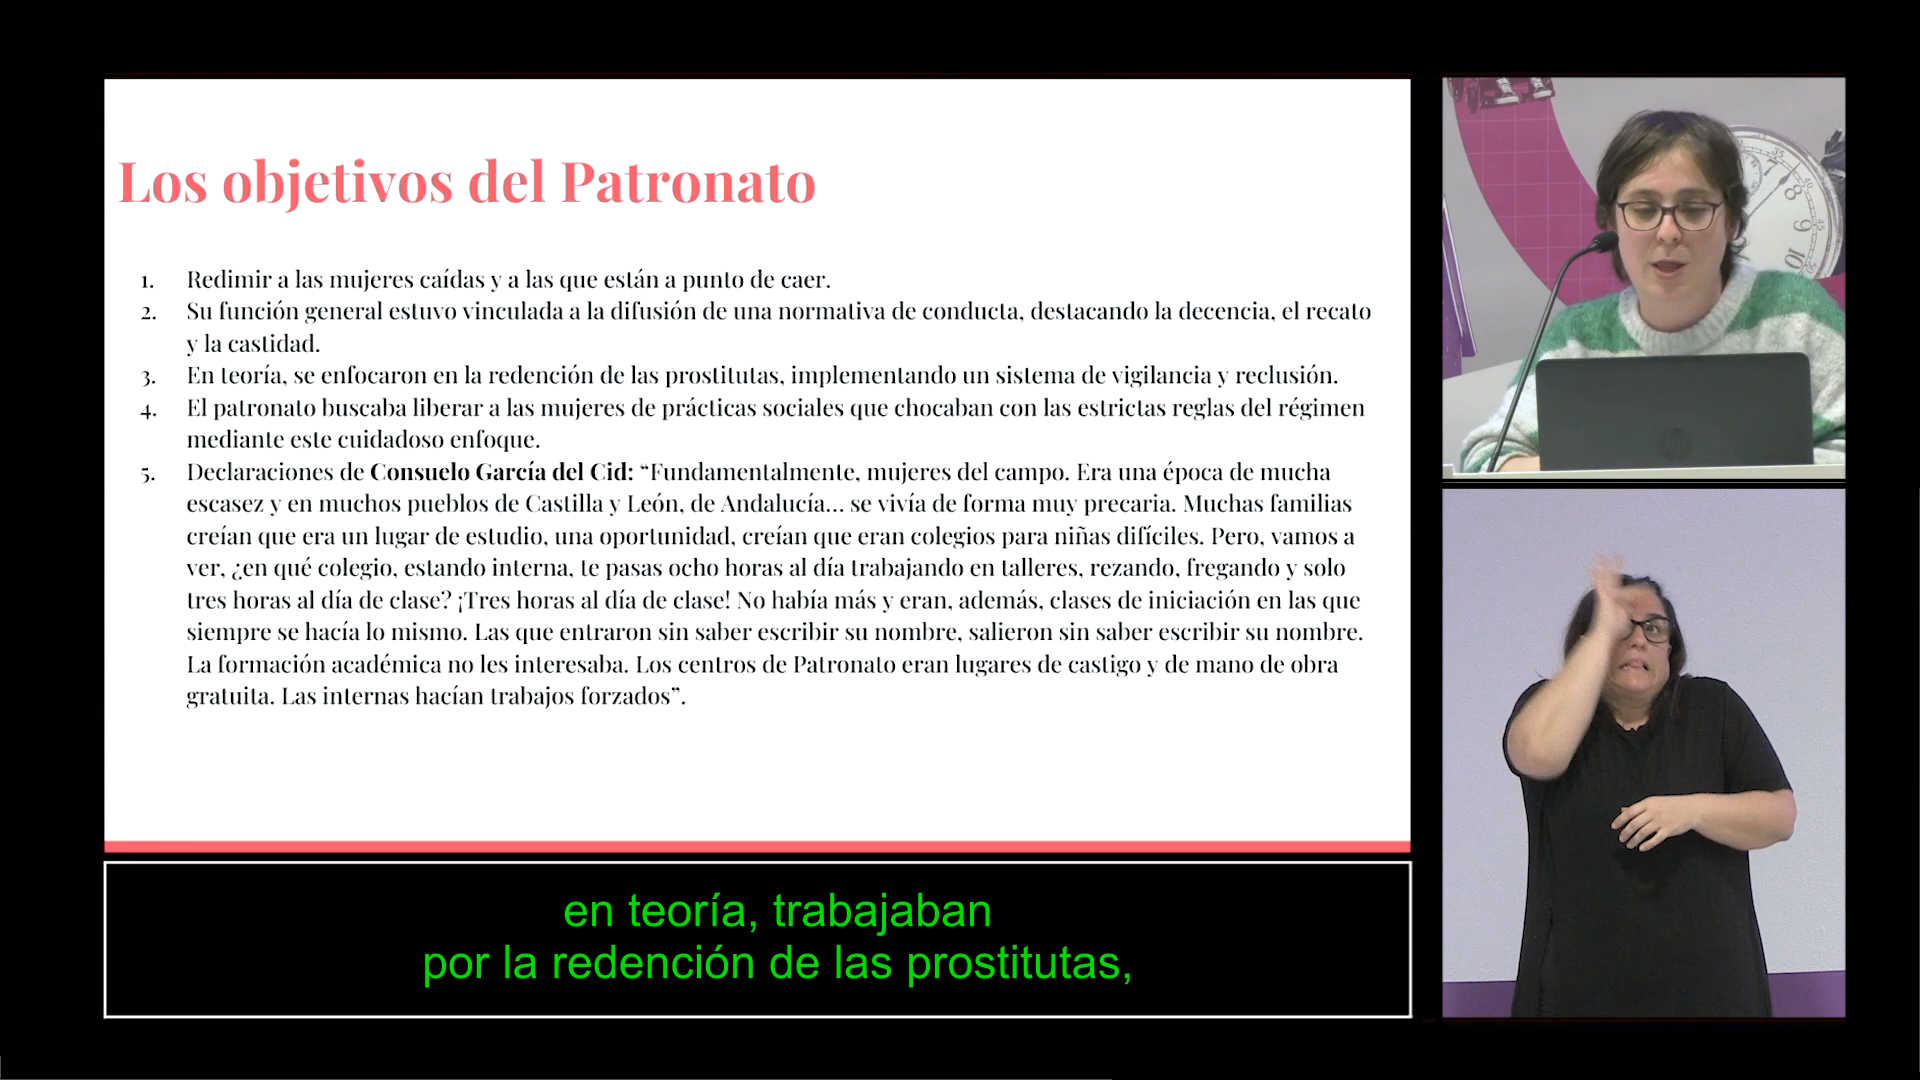 Los objetivos del Patronato
1. Redimir a las mujeres caídas y a las que están a punto de caer.
2. Su función general estuvo vinculada a la difusión de una normativa de conducta, destacando la decencia, el recato
y la castidad.
3. En teoría, se enfocaron en la redención de las prostitutas, implementando un sistema de vigilancia y reclusión.
4. El patronato buscaba liberar a las mujeres de prácticas sociales que chocaban con las estrictas reglas del régimen
mediante este cuidadoso enfoque.
5. Declaraciones de Consuelo García del Cid: “Fundamentalmente, mujeres del campo. Era una época de mucha
escasez y en muchos pueblos de Castilla y León, de Andalucía... se vivía de forma muy precaria. Muchas familias
creían que era un lugar de estudio, una oportunidad, creían que eran colegios para niñas difíciles. Pero, vamos a
ver, ¿en qué colegio, estando interna, te pasas ocho horas al día trabajando en talleres, rezando, fregando y solo
tres horas al día de clase? ¡Tres horas al día de clase! No había más y eran, además, clases de iniciación en las que
siempre se hacía lo mismo. Las que entraron sin saber escribir su nombre, salieron sin saber escribir su nombre.
La formación académica no les interesaba. Los centros de Patronato eran lugares de castigo y de mano de obra
gratuita. Las internas hacían trabajos forzados”.
en teoría, trabajaban
por la redención de las prostitutas,